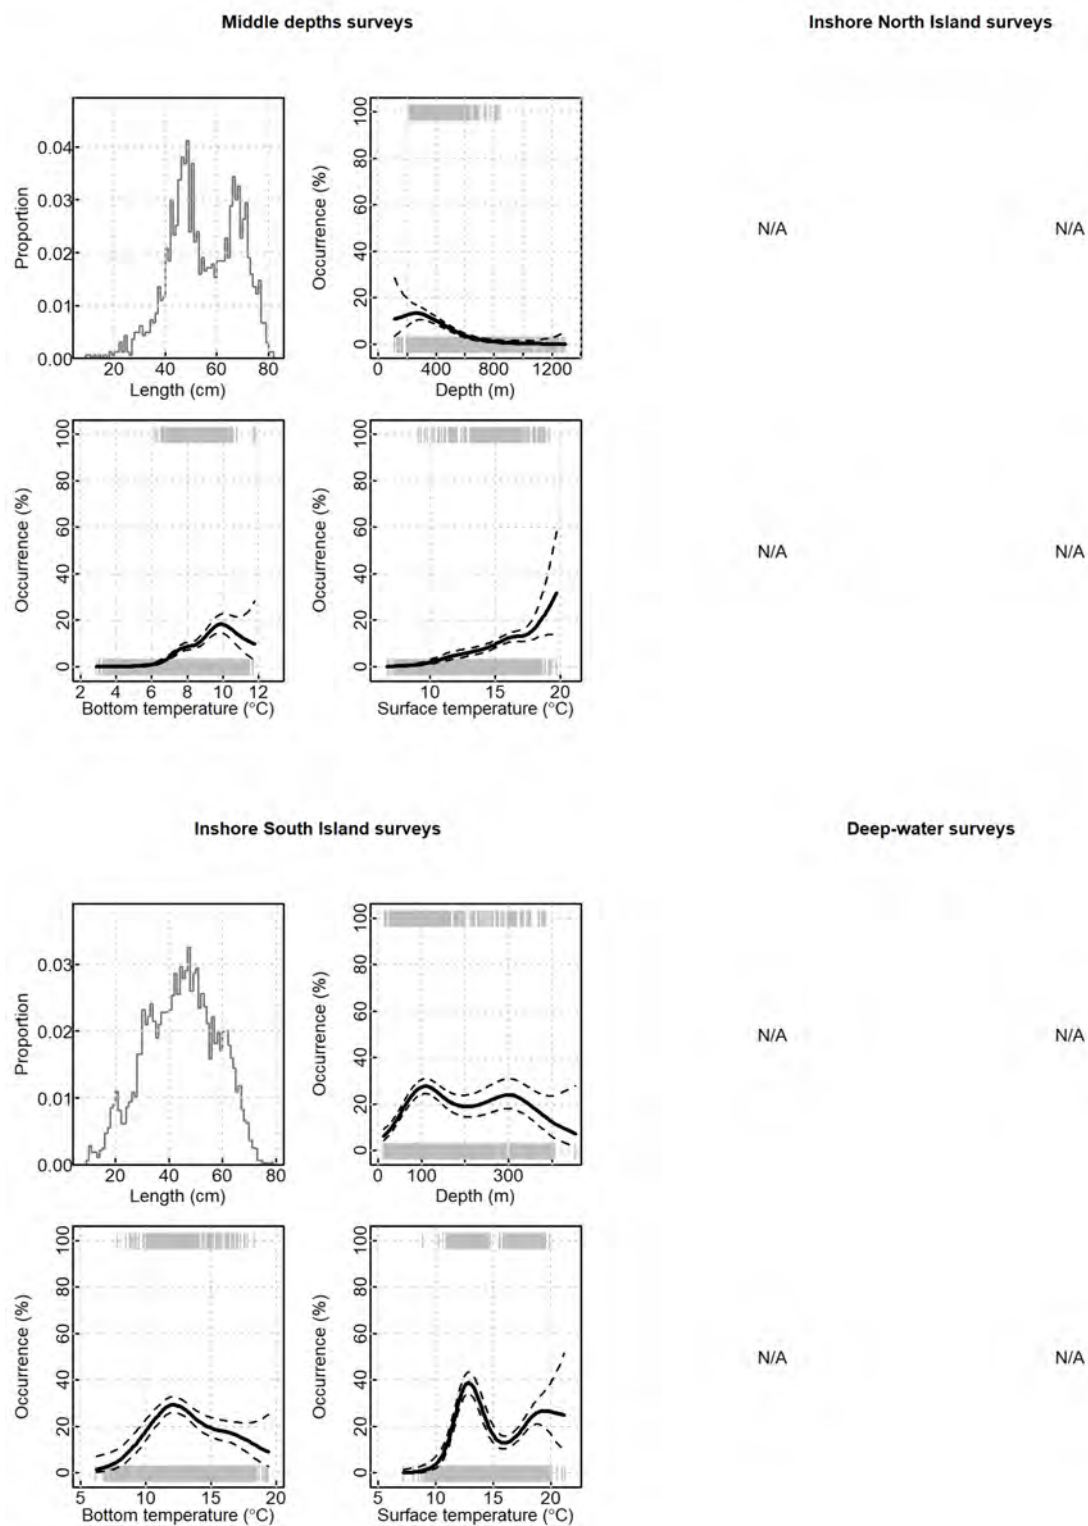 Middle depths surveys
Inshore North Island surveys
0.04
0.03
0.02
0.01
0.00
Proportion
20 40 60 80
Length (cm)
100
80
60
40
20
0
Occurrence (%)
0 400 800 1200
Depth (m)
N/A
N/A
100
80
60
40
20
0
Occurrence (%)
2 4 6 8 10 12
Bottom temperature (°C)
100
80
60
40
20
0
Occurrence (%)
10 15 20
Surface temperature (°C)
N/A
N/A
Inshore South Island surveys
Deep-water surveys
0.03
0.02
0.01
0.00
Proportion
20 40 60 80
Length (cm)
100
80
60
40
20
0
Occurrence (%)
0 100 300
Depth (m)
N/A
N/A
100
80
60
40
20
0
Occurrence (%)
5 10 15 20
Bottom temperature (°C)
100
80
60
40
20
0
Occurrence (%)
5 10 15 20
Surface temperature (°C)
N/A
N/A